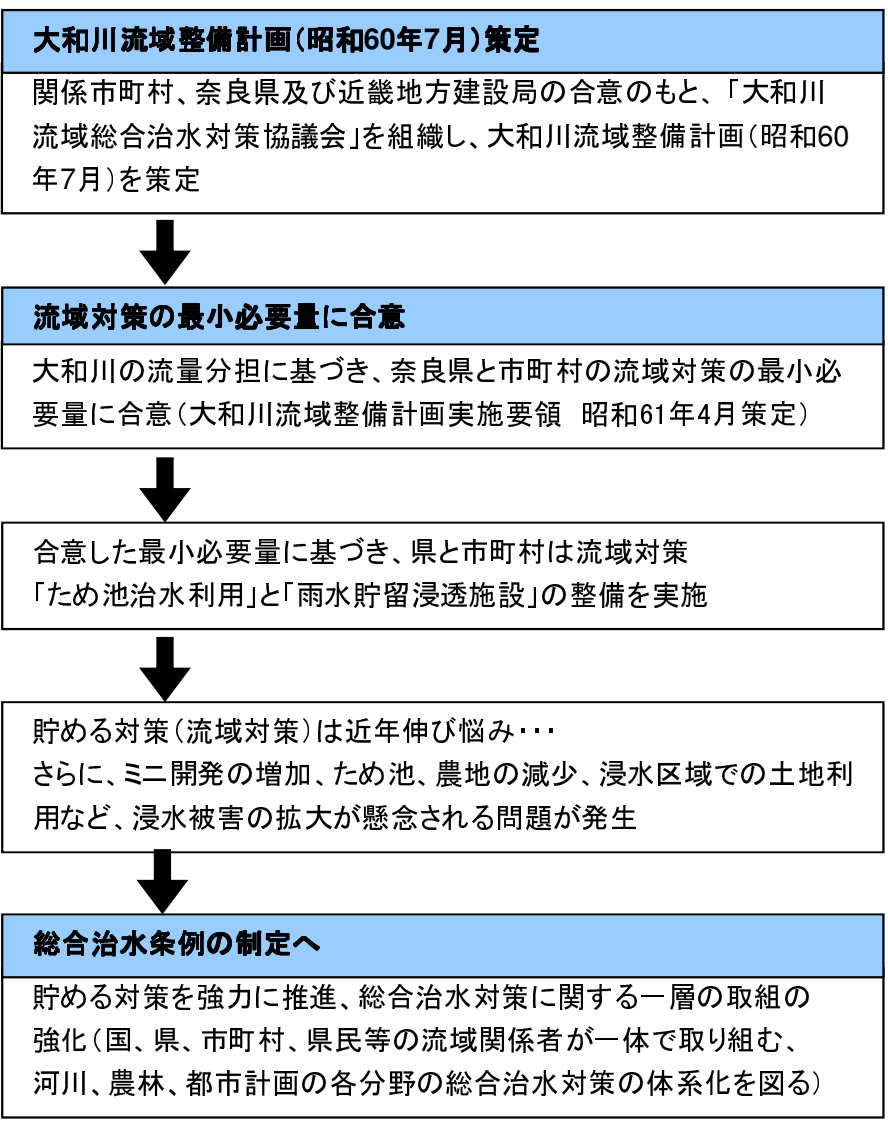 大和川流域整備計画（昭和60年7月）策定
関係市町村、奈良県及び近畿地方建設局の合意のもと、「大和川
流域総合治水対策協議会」を組織し、大和川流域整備計画（昭和60
年7月）を策定
流域対策の最小必要量に合意
大和川の流量分担に基づき、奈良県と市町村の流域対策の最小必
要量に合意（大和川流域整備計画実施要領　昭和61年4月策定）
合意した最小必要量に基づき、県と市町村は流域対策
「ため池治水利用」と「雨水貯留浸透施設」の整備を実施
貯める対策（流域対策）は近年伸び悩み・・・
さらに、ミニ開発の増加、ため池、農地の減少、浸水区域での土地利
用など、浸水被害の拡大が懸念される問題が発生
総合治水条例の制定へ
貯める対策を強力に推進、総合治水対策に関する一層の取組の
強化（国、県、市町村、県民等の流域関係者が一体で取り組む、
河川、農林、都市計画の各分野の総合治水対策の体系化を図る）